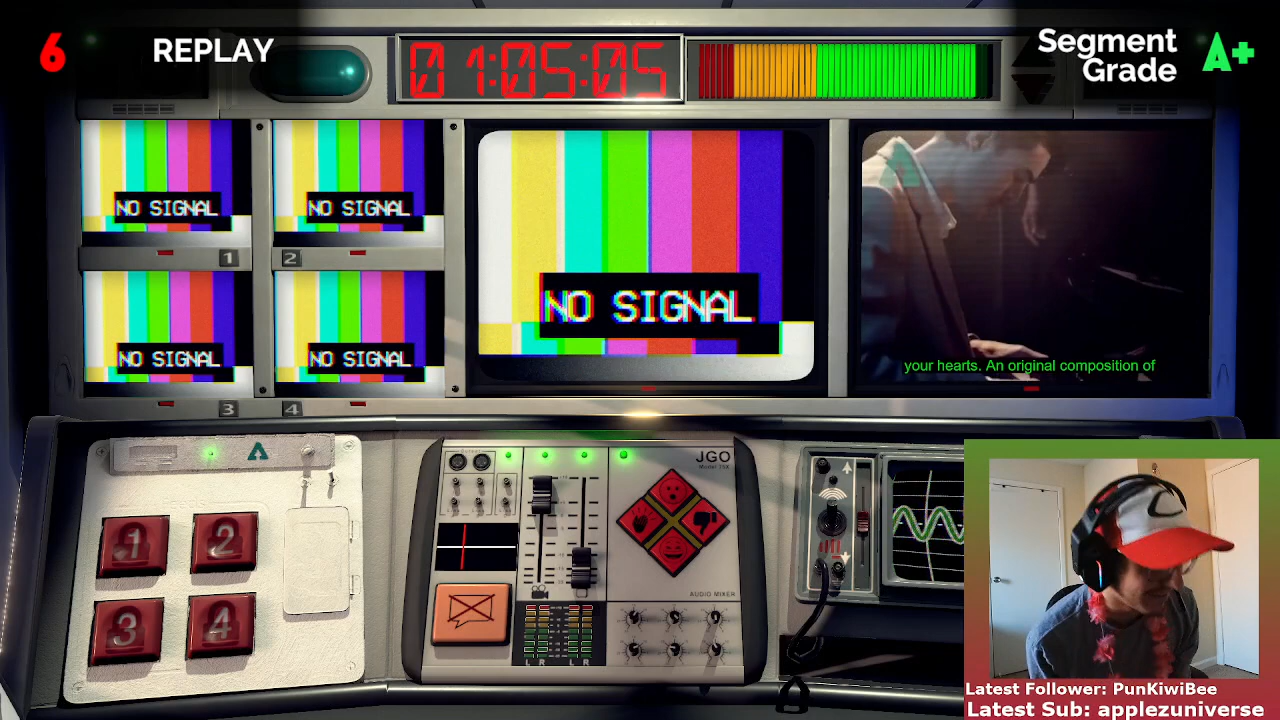 6
REPLAY
01:05:05
Segment
Grade
A+
NO SIGNAL
NO SIGNAL
NO SIGNAL
your hearts. An original composition of
1
2
NO SIGNAL
NO SIGNAL
3
4
JGO
1
2
3
4
AUDIO MIXER
L R L R
Latest Follower: PunKiwiBee
Latest Sub: applezuniverse